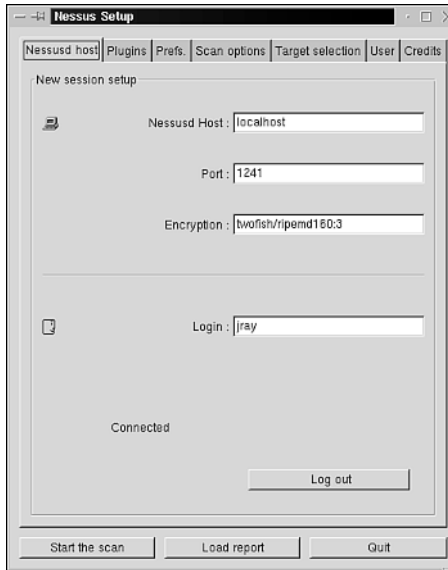 Nessus Setup
Nessusd host Plugins Prefs. Scan options Target selection User Credits
New session setup
Nessusd Host : localhost
Port : 1241
Encryption : twofish/ripemd160:3
Login : jray
Connected
Log out
Start the scan Load report Quit